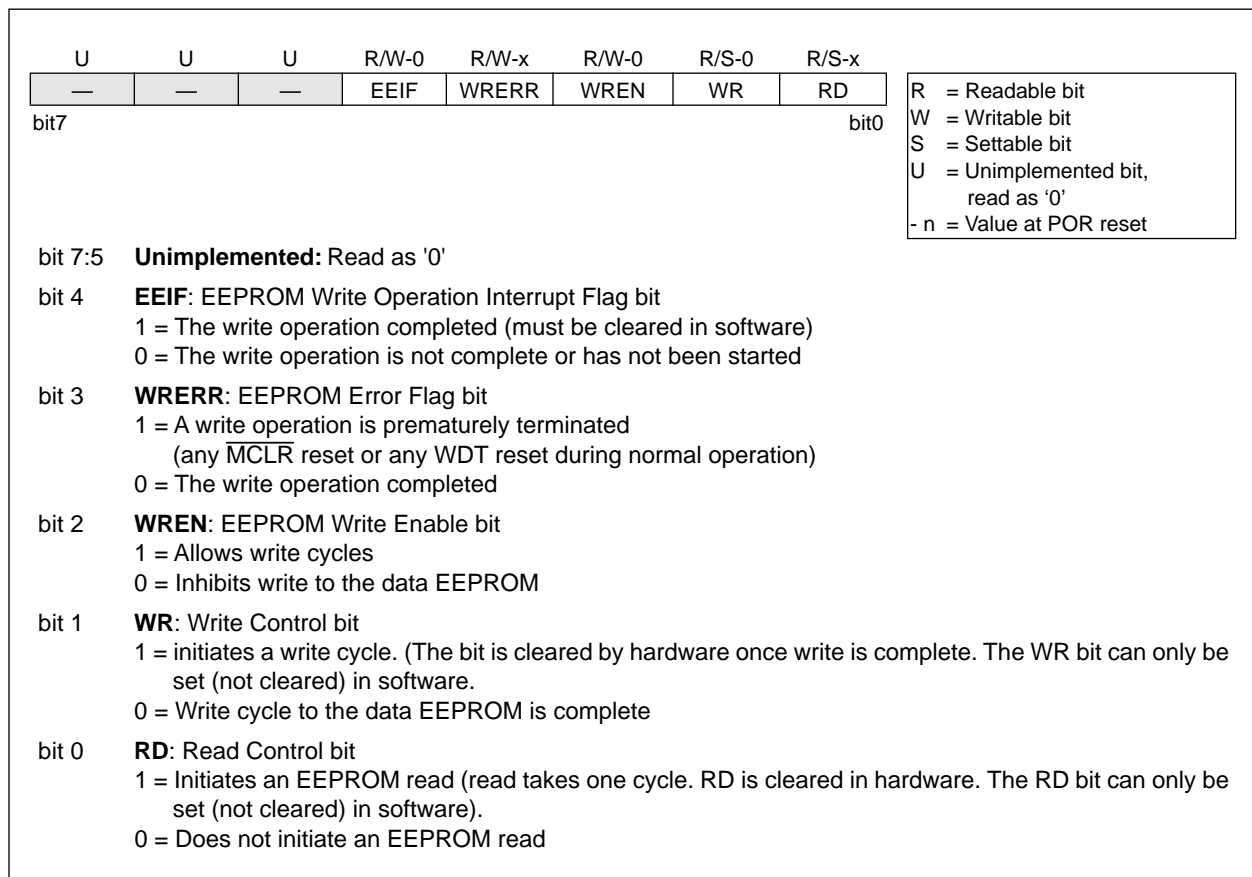 U U U R/W-0 R/W-x R/W-0 R/S-0 R/S-x
— — — EEIF WRERR WREN WR RD
bit7 bit0
R = Readable bit
W = Writable bit
S = Settable bit
U = Unimplemented bit,
read as ‘0’
- n = Value at POR reset
bit 7:5 Unimplemented: Read as '0'
bit 4 EEIF: EEPROM Write Operation Interrupt Flag bit
1 = The write operation completed (must be cleared in software)
0 = The write operation is not complete or has not been started
bit 3 WRERR: EEPROM Error Flag bit
1 = A write operation is prematurely terminated
(any MCLR reset or any WDT reset during normal operation)
0 = The write operation completed
bit 2 WREN: EEPROM Write Enable bit
1 = Allows write cycles
0 = Inhibits write to the data EEPROM
bit 1 WR: Write Control bit
1 = initiates a write cycle. (The bit is cleared by hardware once write is complete. The WR bit can only be
set (not cleared) in software.
0 = Write cycle to the data EEPROM is complete
bit 0 RD: Read Control bit
1 = Initiates an EEPROM read (read takes one cycle. RD is cleared in hardware. The RD bit can only be
set (not cleared) in software).
0 = Does not initiate an EEPROM read